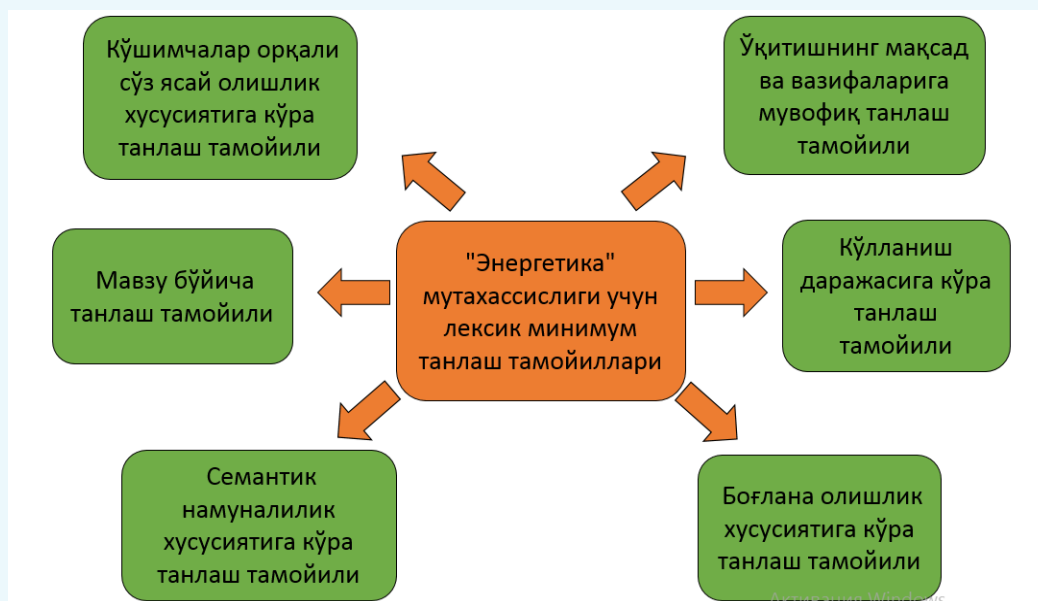 Кўшимчалар орқали
сўз ясай олишлик
хусусиятига кўра
танлаш тамойили
Ўқитишнинг мақсад
ва вазифаларига
мувофиқ танлаш
тамойили
Мавзу бўйича
танлаш тамойили
"Энергетика"
мутахассислиги учун
лексик минимум
танлаш тамойиллари
Кўлланиш
даражасига кўра
танлаш
тамойили
Семантик
намуналилик
хусусиятига кўра
танлаш тамойили
Боғлана олишлик
хусусиятига кўра
танлаш тамойили
Активация Windows